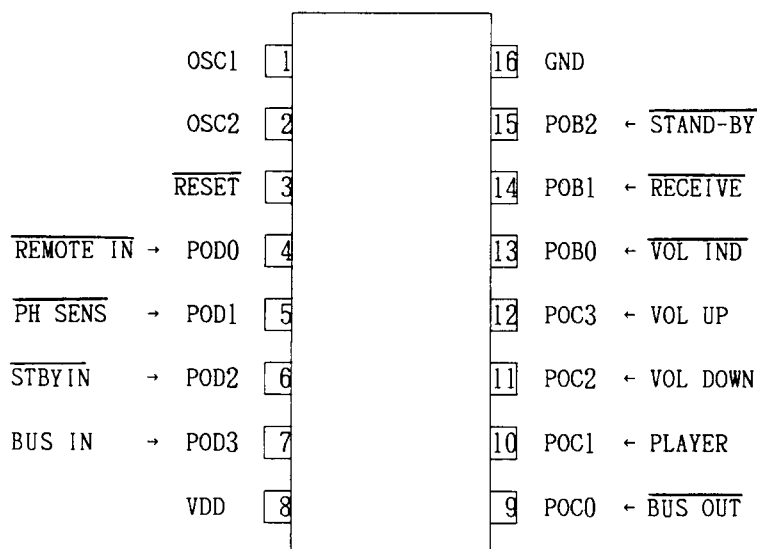 OSC1 1 16 GND
OSC2 2 15 POB2 ← STAND-BY
RESET 3 14 POB1 ← RECEIVE
REMOTE IN → POD0 4 13 POB0 ← VOL IND
PH SENS → POD1 5 12 POC3 ← VOL UP
STBYIN → POD2 6 11 POC2 ← VOL DOWN
BUS IN → POD3 7 10 POC1 ← PLAYER
VDD 8 9 POC0 ← BUS OUT